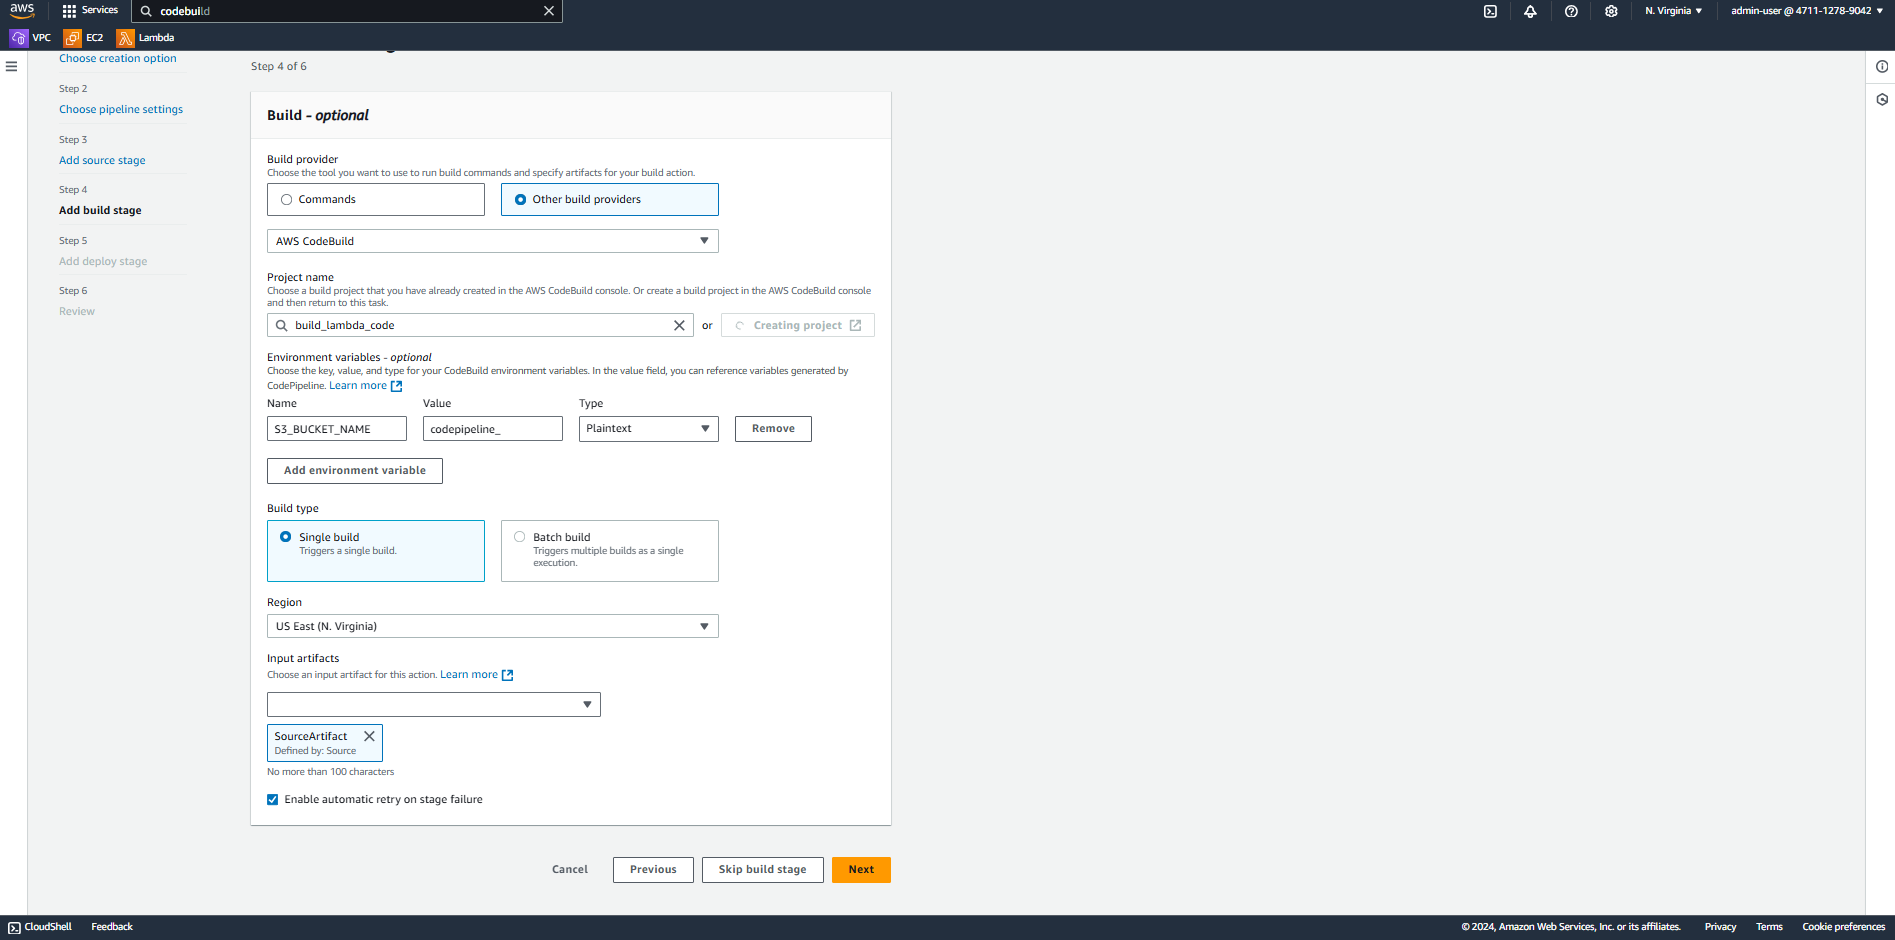 aws
Services
codebuild
N. Virginia
admin-user @ 4711-1278-9042
VPC
EC2
Lambda
Choose creation option
Step 2
Choose pipeline settings
Step 3
Add source stage
Step 4
Add build stage
Step 5
Add deploy stage
Step 6
Review
Step 4 of 6
Build - optional
Build provider
Choose the tool you want to use to run build commands and specify artifacts for your build action.
Commands
Other build providers
AWS CodeBuild
Project name
Choose a build project that you have already created in the AWS CodeBuild console. Or create a build project in the AWS CodeBuild console
and then return to this task.
build_lambda_code
or
Creating project
Environment variables - optional
Choose the key, value, and type for your CodeBuild environment variables. In the value field, you can reference variables generated by
CodePipeline. Learn more
Name
Value
Type
S3_BUCKET_NAME
codepipeline_
Plaintext
Remove
Add environment variable
Build type
Single build
Triggers a single build.
Batch build
Triggers multiple builds as a single
execution.
Region
US East (N. Virginia)
Input artifacts
Choose an input artifact for this action. Learn more
SourceArtifact
Defined by: Source
No more than 100 characters
Enable automatic retry on stage failure
Cancel
Previous
Skip build stage
Next
CloudShell
Feedback
© 2024, Amazon Web Services, Inc. or its affiliates.
Privacy
Terms
Cookie preferences